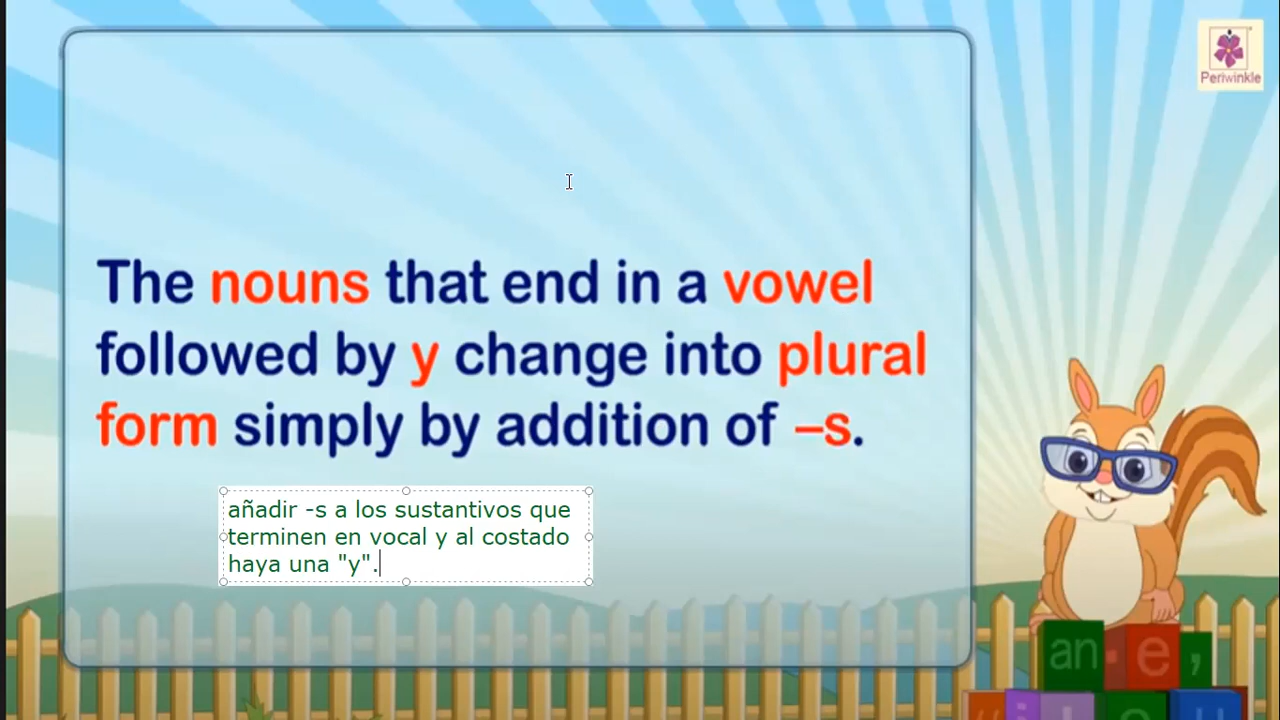 Periwinkle
The nouns that end in a vowel
followed by y change into plural
form simply by addition of –s.
añadir -s a los sustantivos que
terminen en vocal y al costado
haya una "y".
an e ,